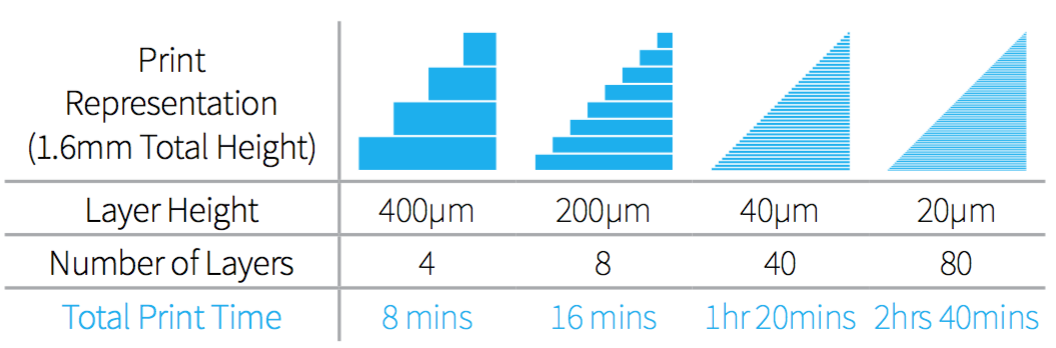 Print
Representation
(1.6mm Total Height)
Layer Height 400µm 200µm 40µm 20µm
Number of Layers 4 8 40 80
Total Print Time 8 mins 16 mins 1hr 20mins 2hrs 40mins